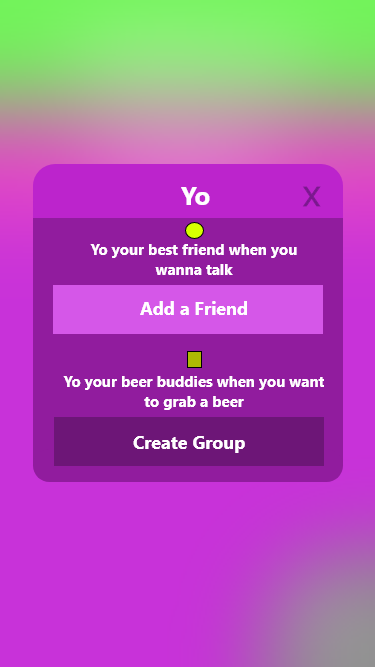 Yo
X
Yo your best friend when you
wanna talk
Add a Friend
Yo your beer buddies when you want
to grab a beer
Create Group